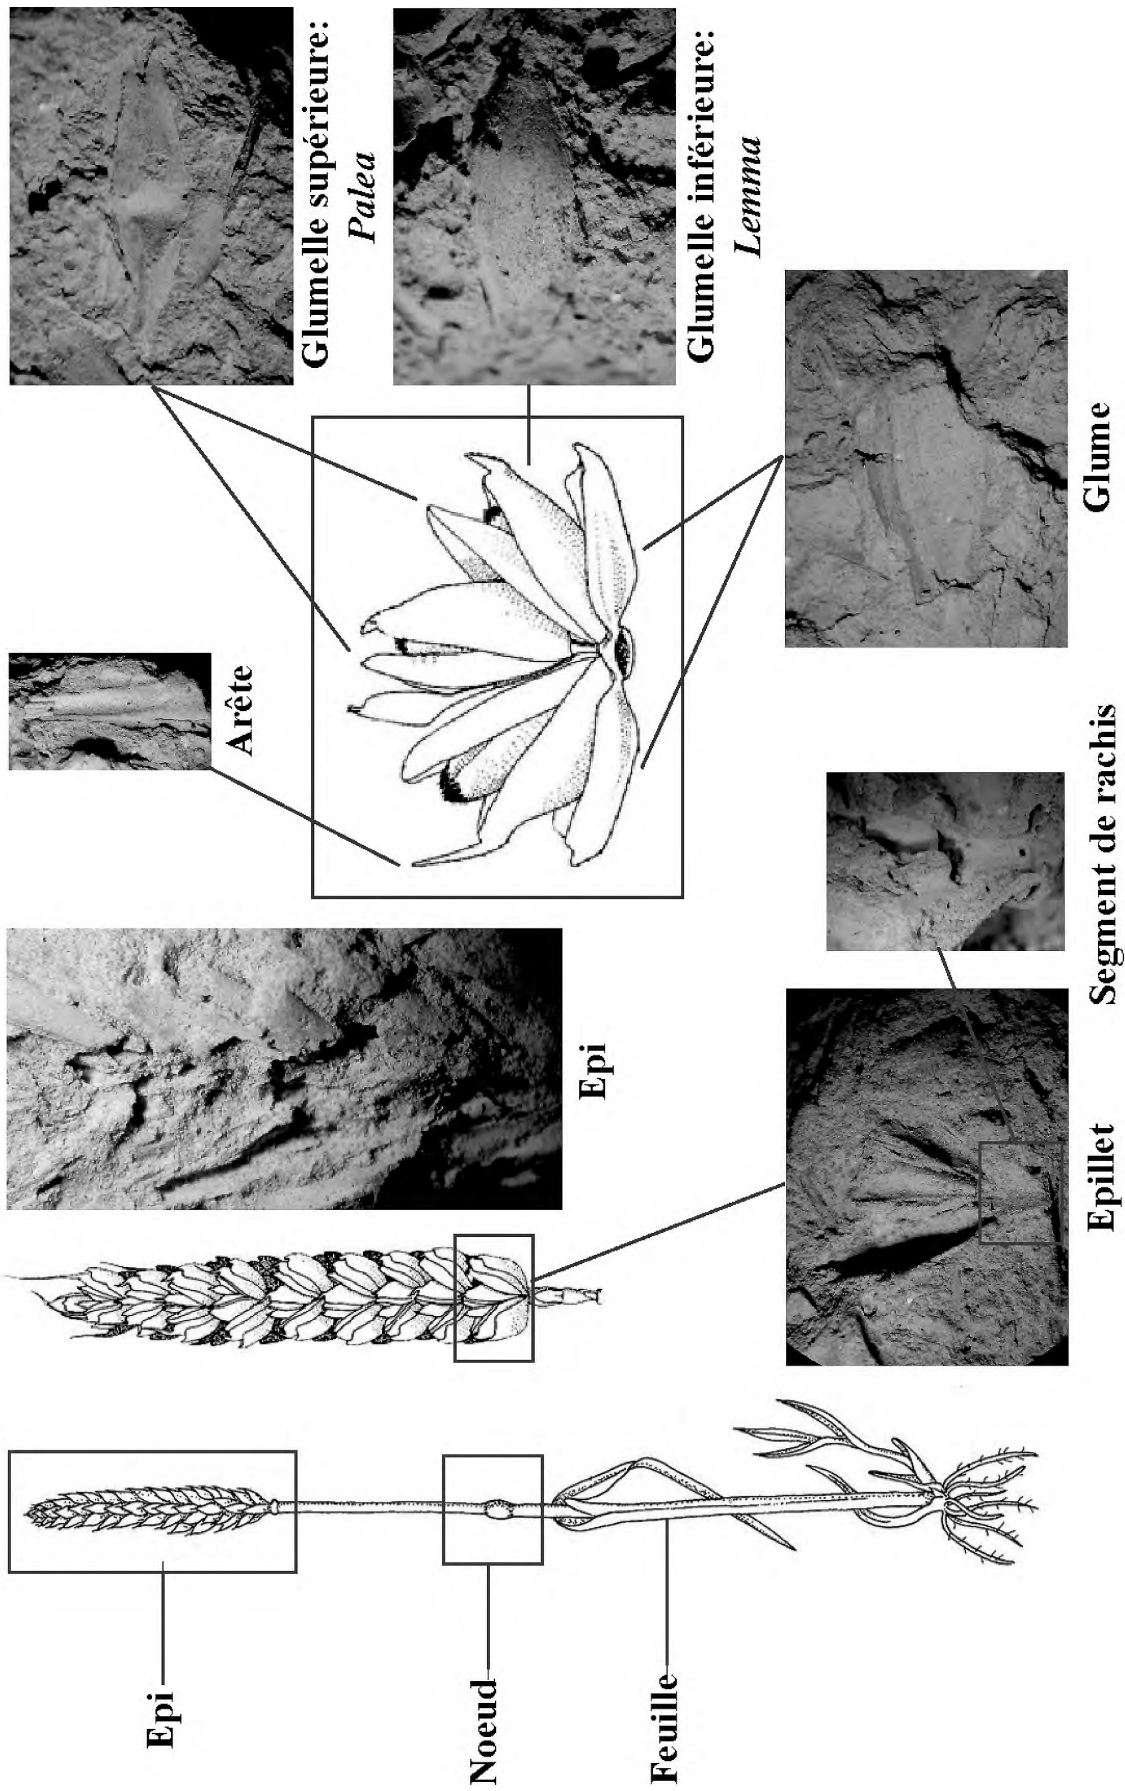 Epi
Noeud
Feuille
Epi
Epillet
Segment de rachis
Arête
Glumelle supérieure:
Palea
Glumelle inférieure:
Lemma
Glume